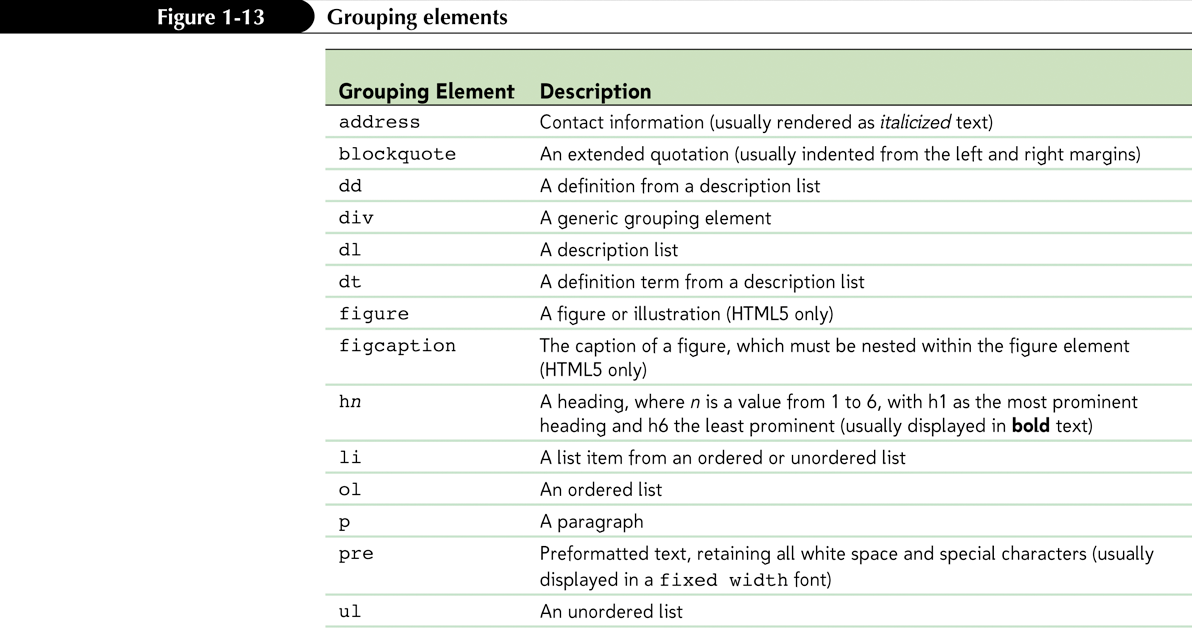 Figure 1-13 Grouping elements
Grouping Element Description
address Contact information (usually rendered as italicized text)
blockquote An extended quotation (usually indented from the left and right margins)
dd A definition from a description list
div A generic grouping element
dl A description list
dt A definition term from a description list
figure A figure or illustration (HTML5 only)
figcaption The caption of a figure, which must be nested within the figure element
(HTML5 only)
hn A heading, where n is a value from 1 to 6, with h1 as the most prominent
heading and h6 the least prominent (usually displayed in bold text)
li A list item from an ordered or unordered list
ol An ordered list
p A paragraph
pre Preformatted text, retaining all white space and special characters (usually
displayed in a fixed width font)
ul An unordered list